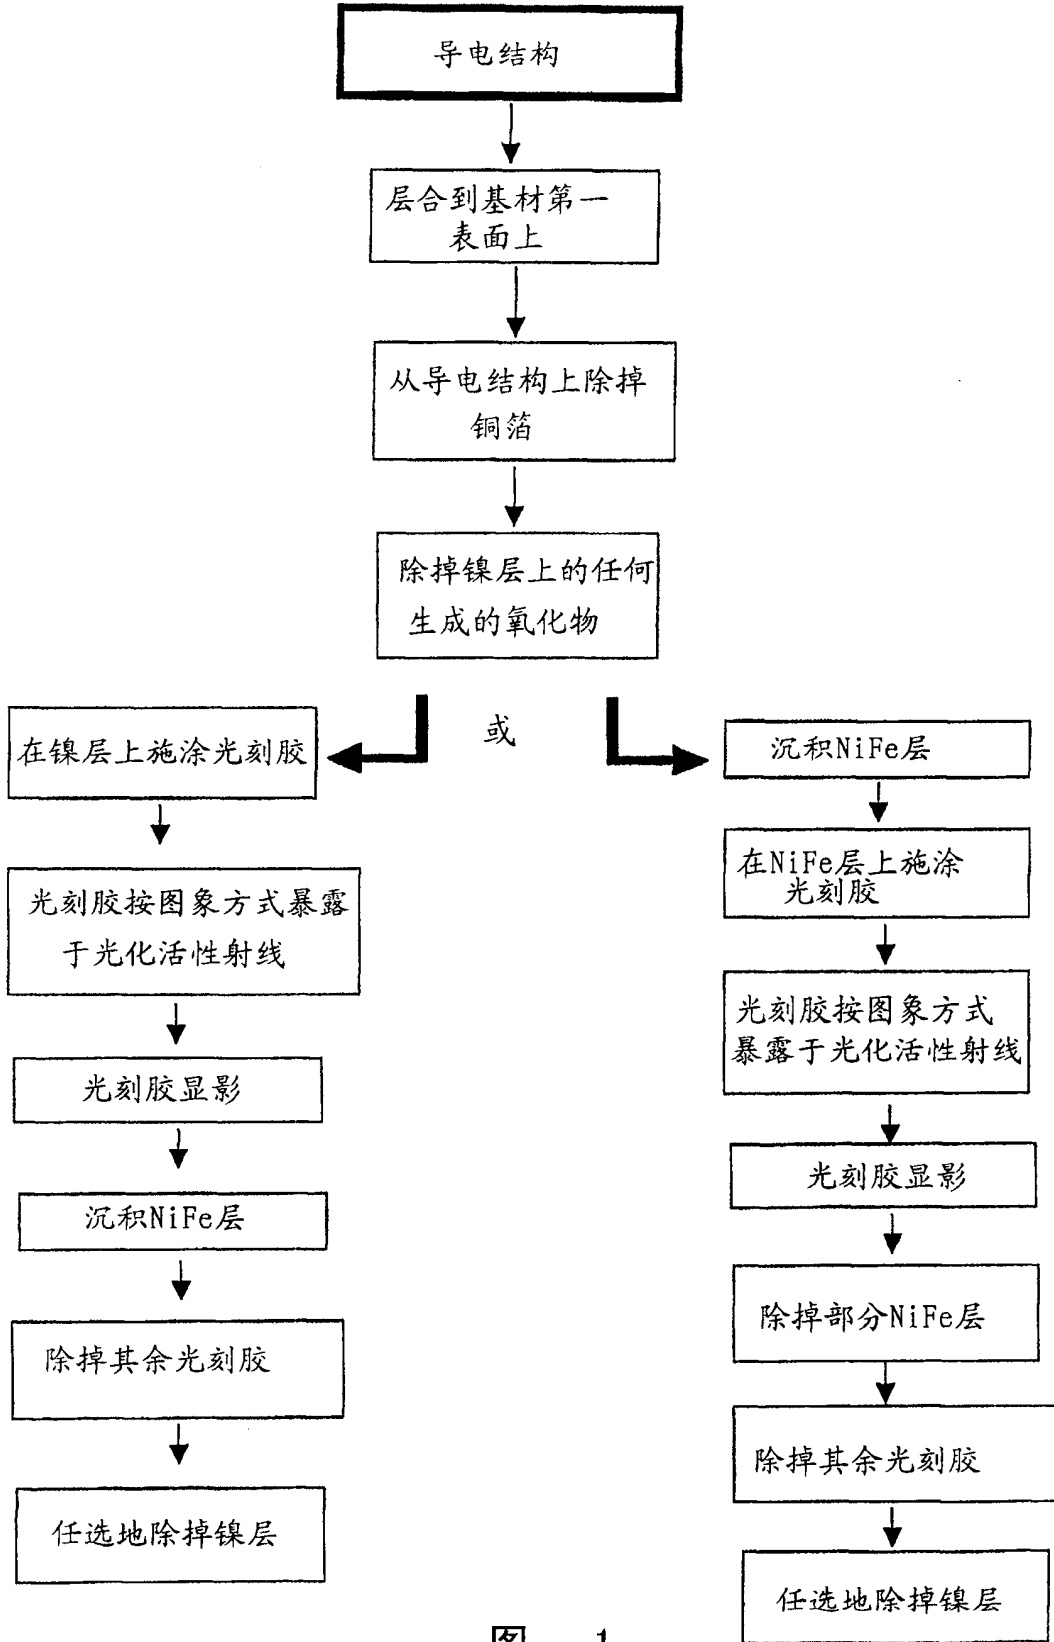 导电结构
层合到基材第一
表面上
从导电结构上除掉
铜箔
除掉镍层上的任何
生成的氧化物
或
在镍层上施涂光刻胶
光刻胶按图象方式暴露
于光化活性射线
光刻胶显影
沉积NiFe层
除掉其余光刻胶
任选地除掉镍层
沉积NiFe层
在NiFe层上施涂
光刻胶
光刻胶按图象方式
暴露于光化活性射线
光刻胶显影
除掉部分NiFe层
除掉其余光刻胶
任选地除掉镍层
图 1